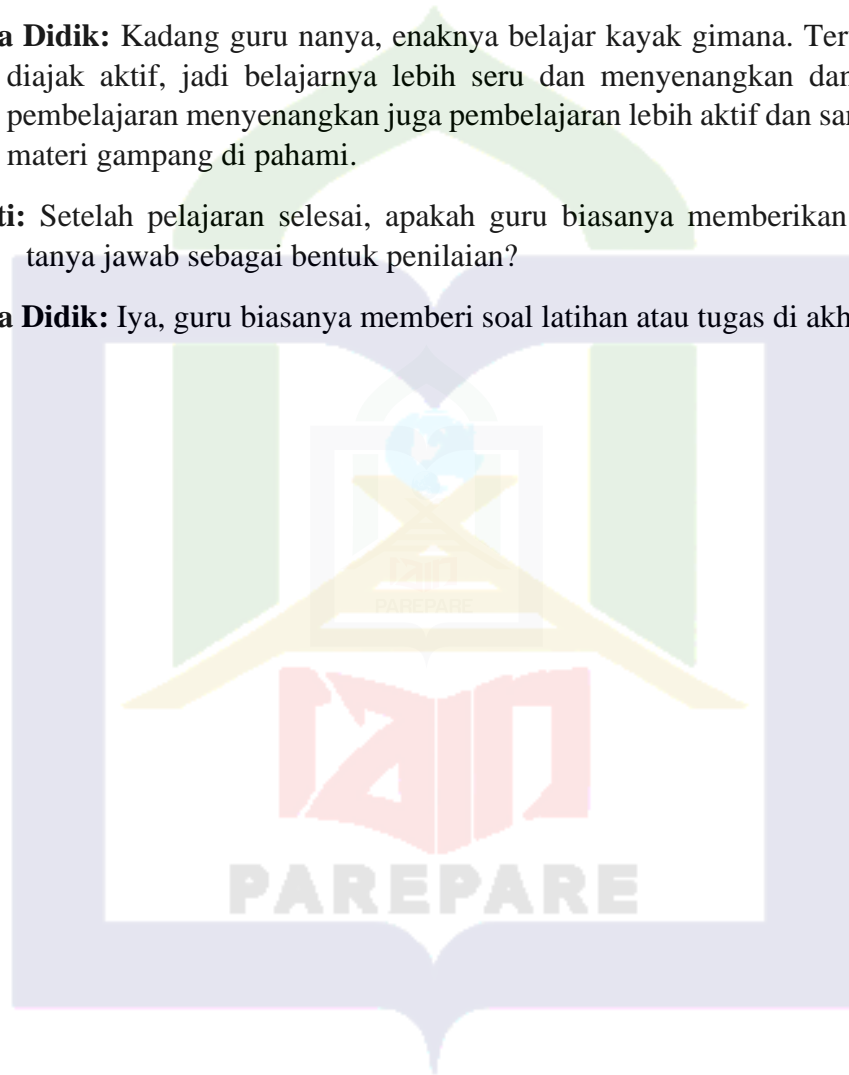 a Didik: Kadang guru nanya, enaknya belajar kayak gimana. Ter
diajak aktif, jadi belajarnya lebih seru dan menyenangkan dan
pembelajaran menyenangkan juga pembelajaran lebih aktif dan sa
materi gampang di pahami.
ti: Setelah pelajaran selesai, apakah guru biasanya memberikan
tanya jawab sebagai bentuk penilaian?
a Didik: Iya, guru biasanya memberi soal latihan atau tugas di akh
iain
PAREPARE
iain
PAREPARE